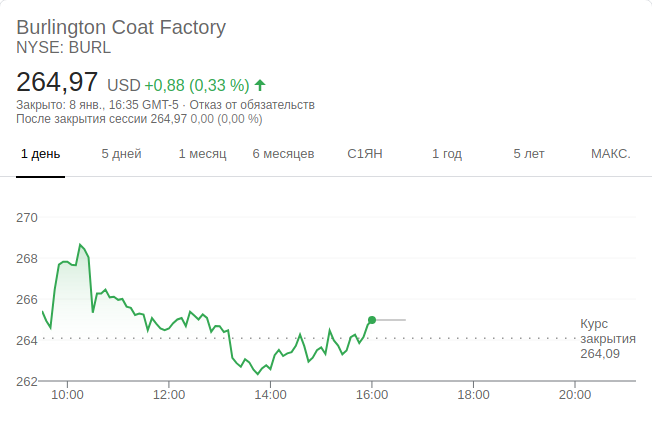 Burlington Coat Factory
NYSE: BURL
264,97 USD +0,88 (0,33 %)
Закрыто: 8 янв., 16:35 GMT-5 · Отказ от обязательств
После закрытия сессии 264,97 0,00 (0,00 %)
1 день 5 дней 1 месяц 6 месяцев С1ЯН 1 год 5 лет МАКС.
270
268
266
264
262
Курс
закрытия
264,09
10:00 12:00 14:00 16:00 18:00 20:00